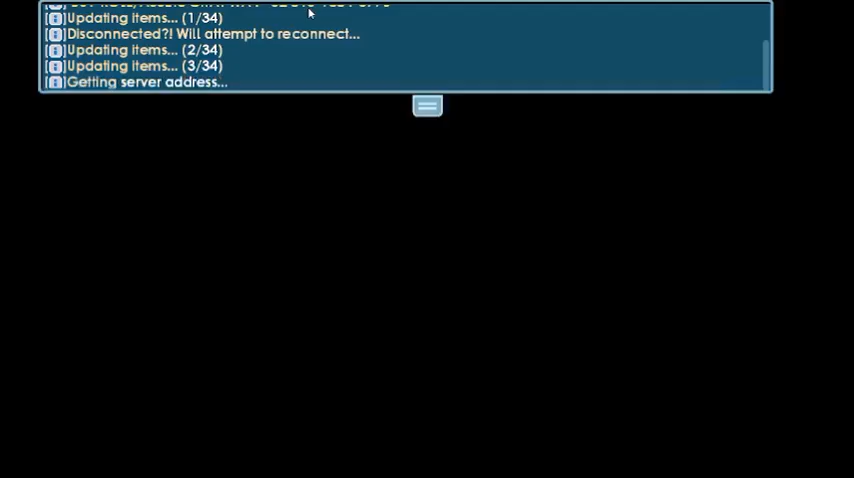 Updating items... (1/34)
Disconnected?! Will attempt to reconnect...
Updating items... (2/34)
Updating items... (3/34)
Getting server address...